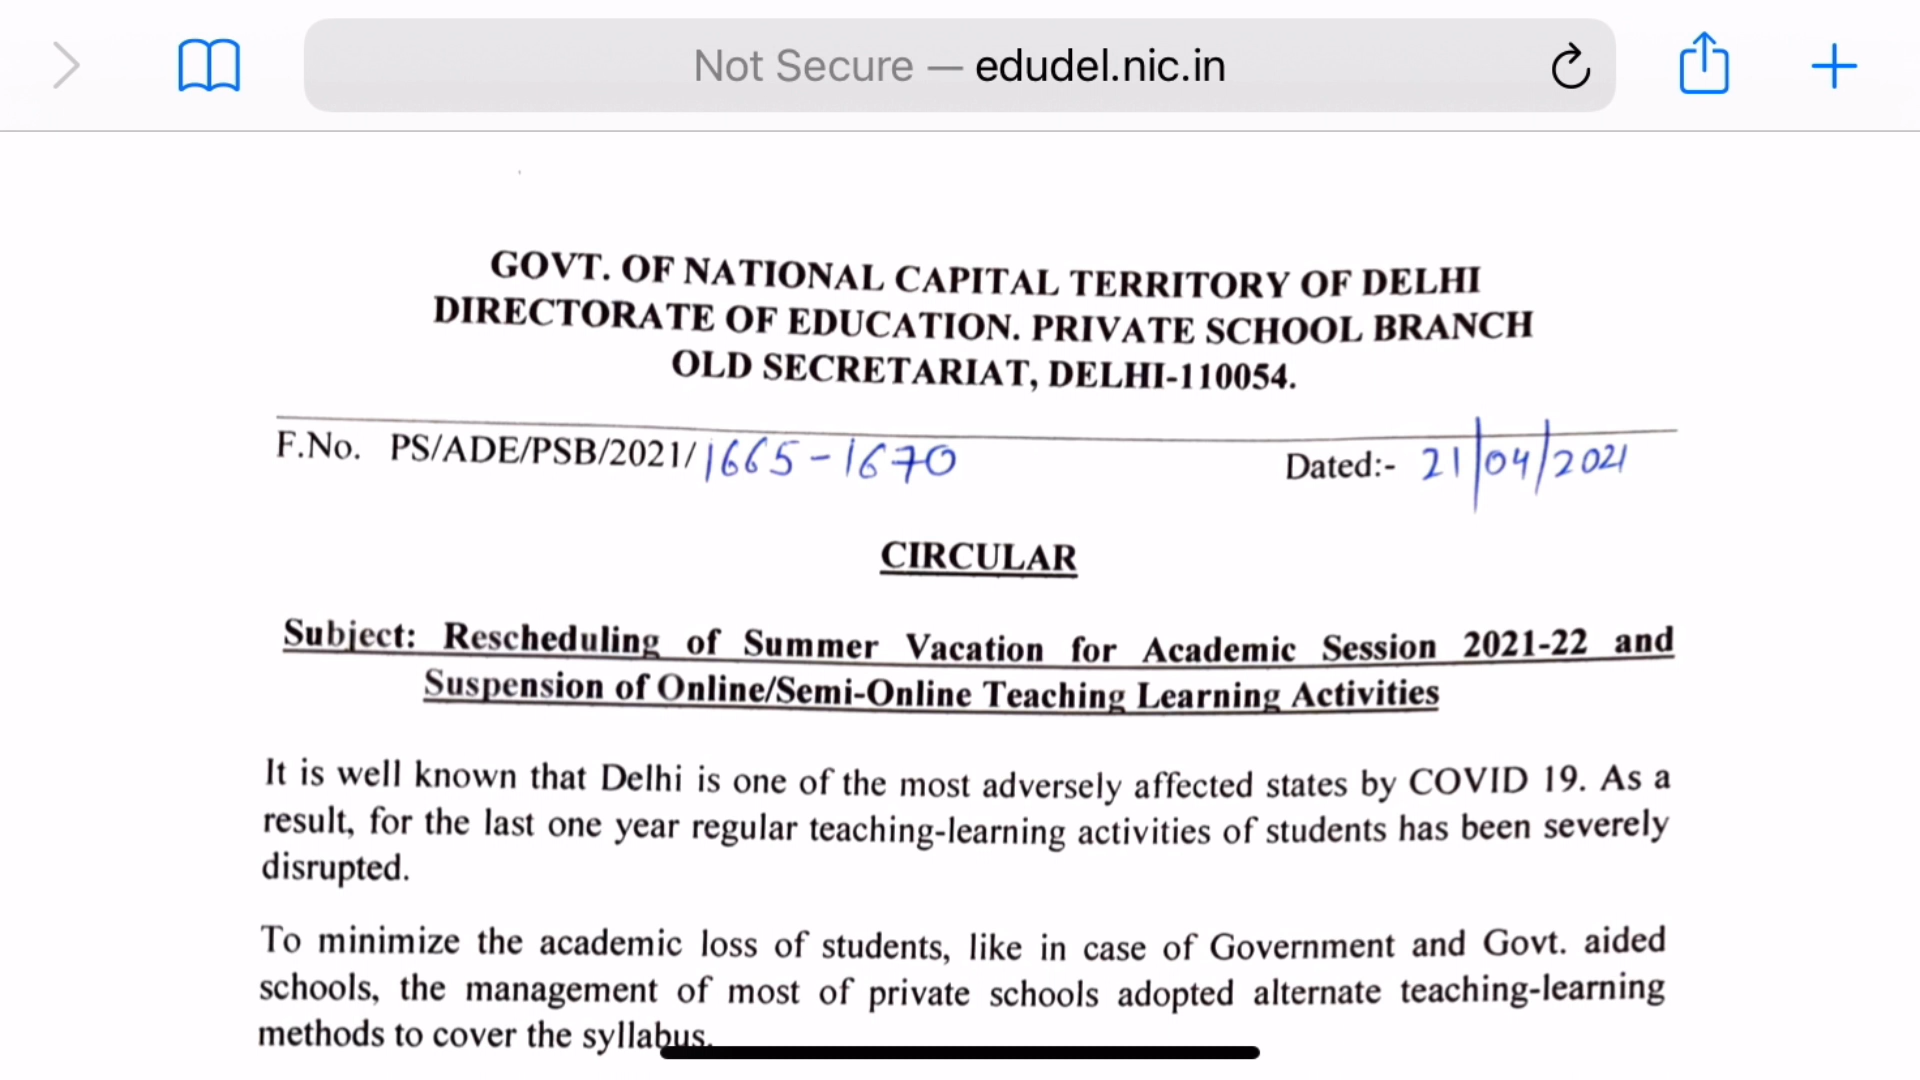 Not Secure — edudel.nic.in
GOVT. OF NATIONAL CAPITAL TERRITORY OF DELHI
DIRECTORATE OF EDUCATION. PRIVATE SCHOOL BRANCH
OLD SECRETARIAT, DELHI-110054.
F.No. PS/ADE/PSB/2021/1665-1670 Dated:- 21/04/2021
CIRCULAR
Subject: Rescheduling of Summer Vacation for Academic Session 2021-22 and
Suspension of Online/Semi-Online Teaching Learning Activities
It is well known that Delhi is one of the most adversely affected states by COVID 19. As a
result, for the last one year regular teaching-learning activities of students has been severely
disrupted.
To minimize the academic loss of students, like in case of Government and Govt. aided
schools, the management of most of private schools adopted alternate teaching-learning
methods to cover the syllabus.